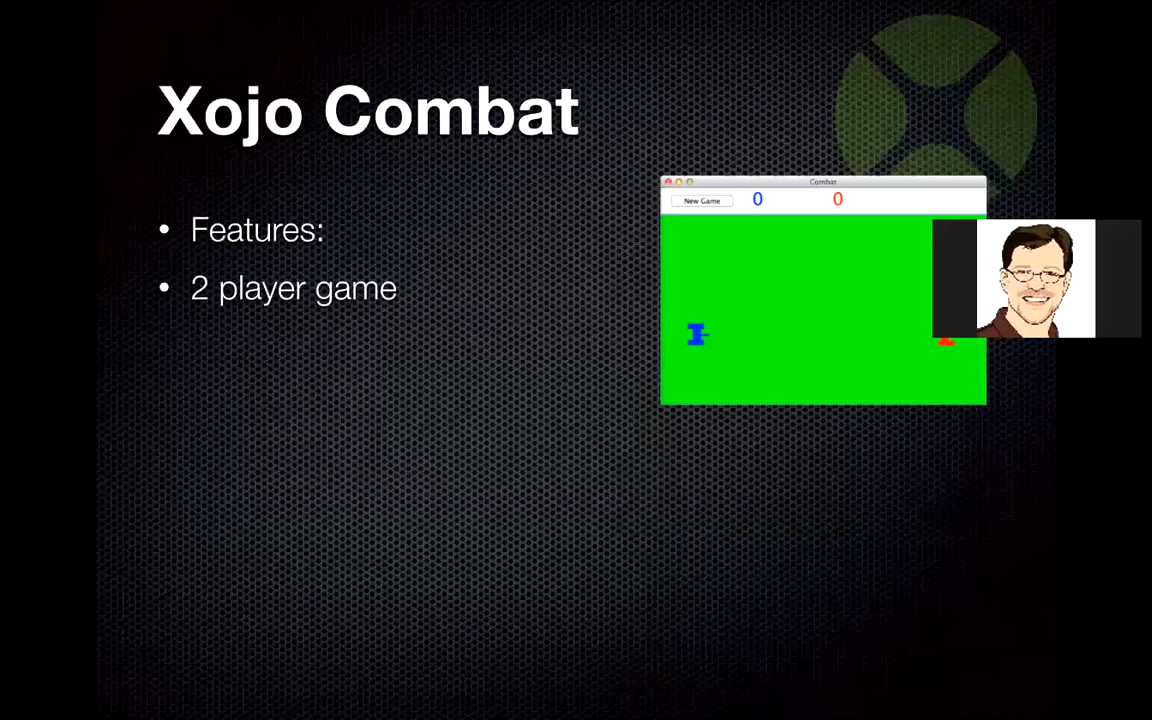 Xojo Combat
• Features:
• 2 player game
Combat
New Game
0
0